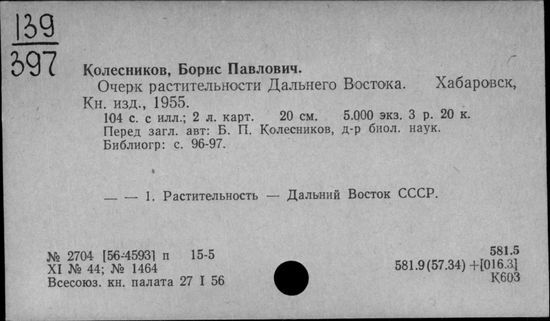 139
397
Колесников, Борис Павлович.
Очерк растительности Дальнего Востока. Хабаровск,
Кн. изд., 1955.
104 с. с илл.; 2 л. карт. 20 см. 5.000 экз. 3 р. 20 к.
Перед загл. авт: Б. П. Колесников, д-р биол. наук.
Библиогр: с. 96-97.
— — 1. Растительность — Дальний Восток СССР.
№ 2704 [56-4593] п 15-5
XI № 44; № 1464
Всесоюз. кн. палата 27 I 56
581.5
581.9 (57.34) +[016.3]
К603